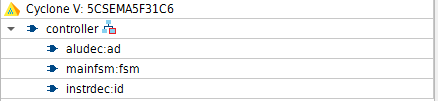 Cyclone V: 5CSEMA5F31C6
controller
aludec:ad
mainfsm:fsm
instrdec:id